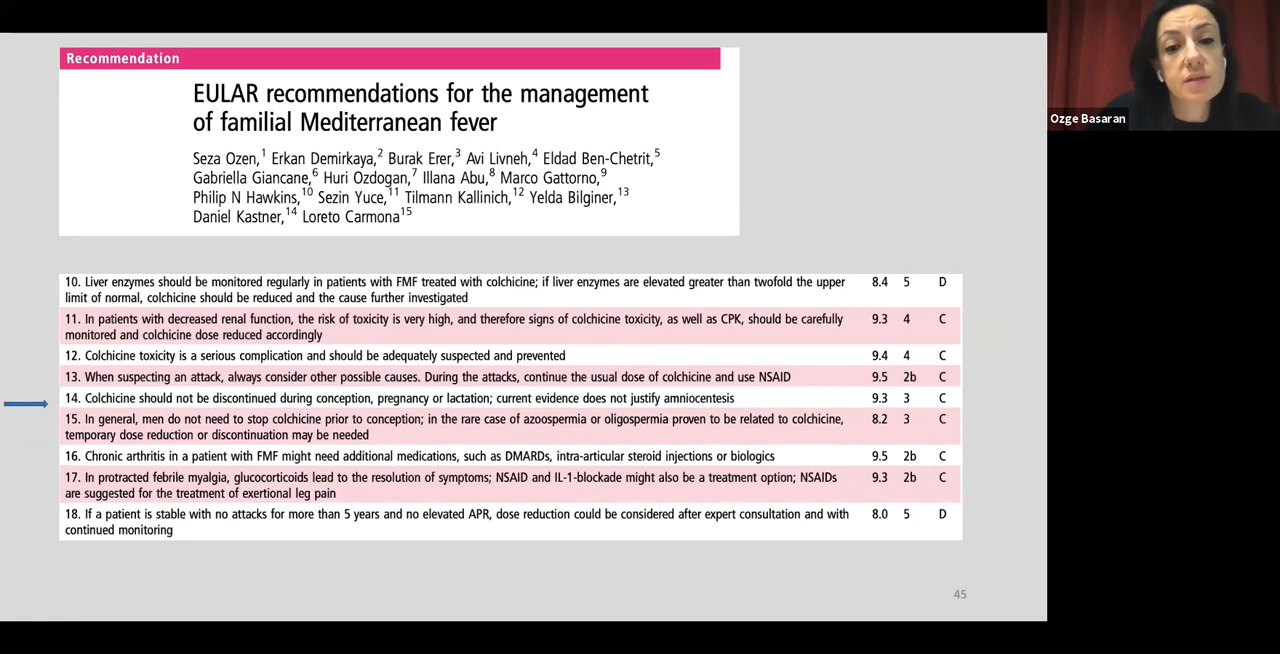 Recommendation
EULAR recommendations for the management
of familial Mediterranean fever
Seza Ozen,1 Erkan Demirkaya,2 Burak Erer,3 Avi Livneh,4 Eldad Ben-Chetrit,5
Gabriella Giancane,6 Huri Ozdogan,7 Illana Abu,8 Marco Gattorno,9
Philip N Hawkins,10 Sezin Yuce,11 Tilmann Kallinich,12 Yelda Bilginer,13
Daniel Kastner,14 Loreto Carmona15
10. Liver enzymes should be monitored regularly in patients with FMF treated with colchicine; if liver enzymes are elevated greater than twofold the upper 8.4 5 D
limit of normal, colchicine should be reduced and the cause further investigated
11. In patients with decreased renal function, the risk of toxicity is very high, and therefore signs of colchicine toxicity, as well as CPK, should be carefully 9.3 4 C
monitored and colchicine dose reduced accordingly
12. Colchicine toxicity is a serious complication and should be adequately suspected and prevented 9.4 4 C
13. When suspecting an attack, always consider other possible causes. During the attacks, continue the usual dose of colchicine and use NSAID 9.5 2b C
14. Colchicine should not be discontinued during conception, pregnancy or lactation; current evidence does not justify amniocentesis 9.3 3 C
15. In general, men do not need to stop colchicine prior to conception; in the rare case of azoospermia or oligospermia proven to be related to colchicine, 8.2 3 C
temporary dose reduction or discontinuation may be needed
16. Chronic arthritis in a patient with FMF might need additional medications, such as DMARDs, intra-articular steroid injections or biologics 9.5 2b C
17. In protracted febrile myalgia, glucocorticoids lead to the resolution of symptoms; NSAID and IL-1-blockade might also be a treatment option; NSAIDs 9.3 2b C
are suggested for the treatment of exertional leg pain
18. If a patient is stable with no attacks for more than 5 years and no elevated APR, dose reduction could be considered after expert consultation and with 8.0 5 D
continued monitoring
45
Ozge Basaran